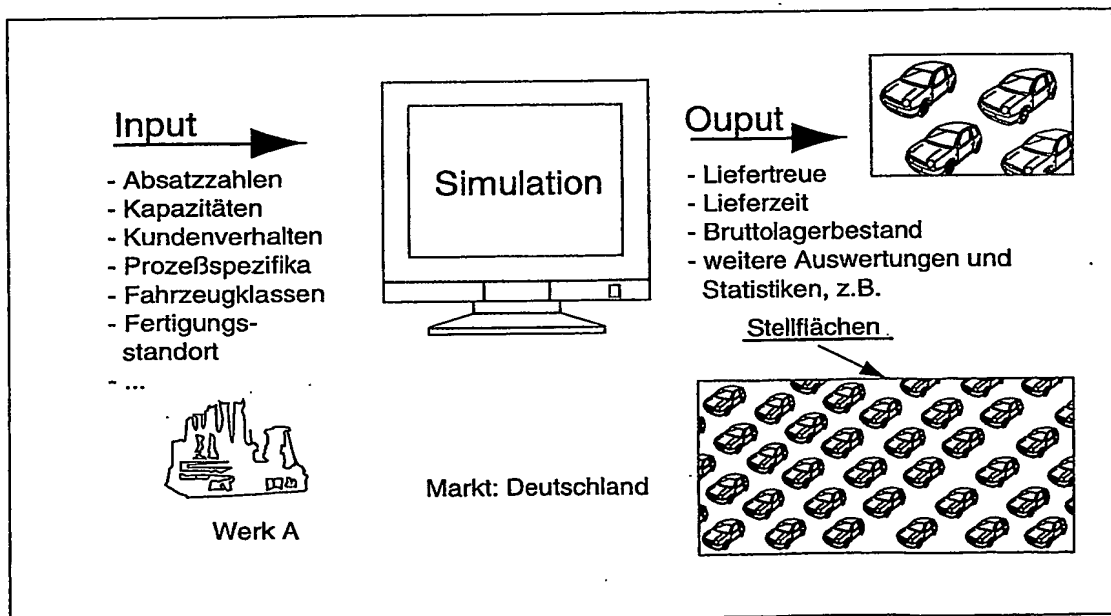 Input
- Absatzzahlen
- Kapazitäten
- Kundenverhalten
- Prozeßspezifika
- Fahrzeugklassen
- Fertigungs-
standort
- ...
Werk A
Simulation
Markt: Deutschland
Ouput
- Liefertreue
- Lieferzeit
- Bruttolagerbestand
- weitere Auswertungen und
Statistiken, z.B.
Stellflächen